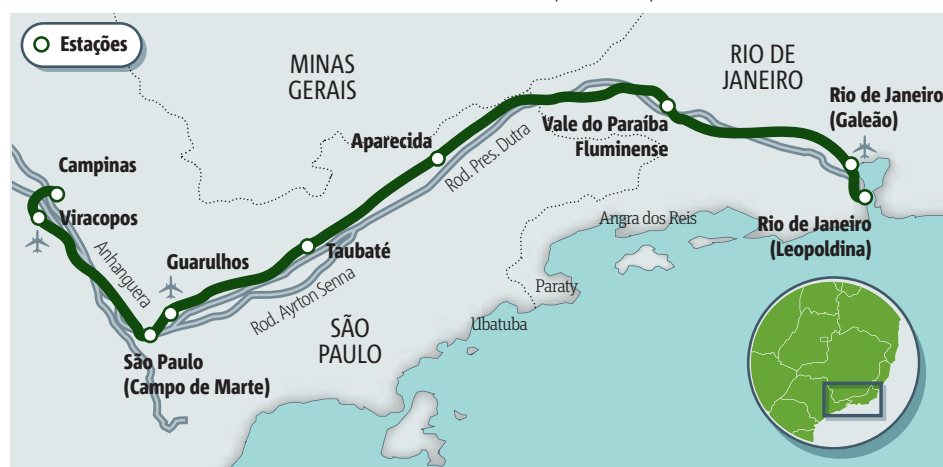 Estações
MINAS
GERAIS
RIO DE
JANEIRO
Rio de Janeiro
(Galeão)
Aparecida
Vale do Paraíba
Fluminense
Rod. Pres. Dutra
Campinas
Viracopos
Anhanguera
Guarulhos
Taubaté
Rod. Ayrton Senna
Angra dos Reis
Rio de Janeiro
(Leopoldina)
Paraty
Ubatuba
SÃO
PAULO
São Paulo
(Campo de Marte)